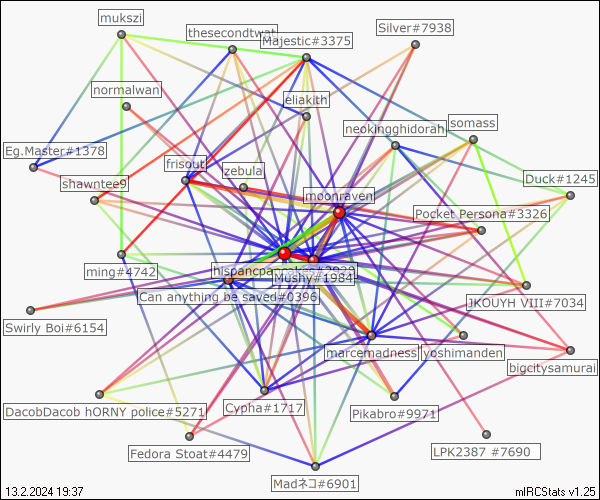 mukszi
thesecondtwat
Silver#7938
Majestic#3375
normalwan
eliakith
neokingghidorah
somass
Eg.Master#1378
frisout
zebula
Duck#1245
shawntee9
moonraven
Pocket Persona#3326
ming#4742
Mushy#1984
Can anything be saved#0396
JKOUYH VIII#7034
Swirly Boi#6154
marcemadness
yoshimanden
bigcitysamurai
DacobDacob hORNY police#5271
Cypha#1717
Pikabro#9971
Fedora Stoat#4479
LPK2387 #7690
Madネコ#6901
13.2.2024 19:37
mIRCStats v1.25